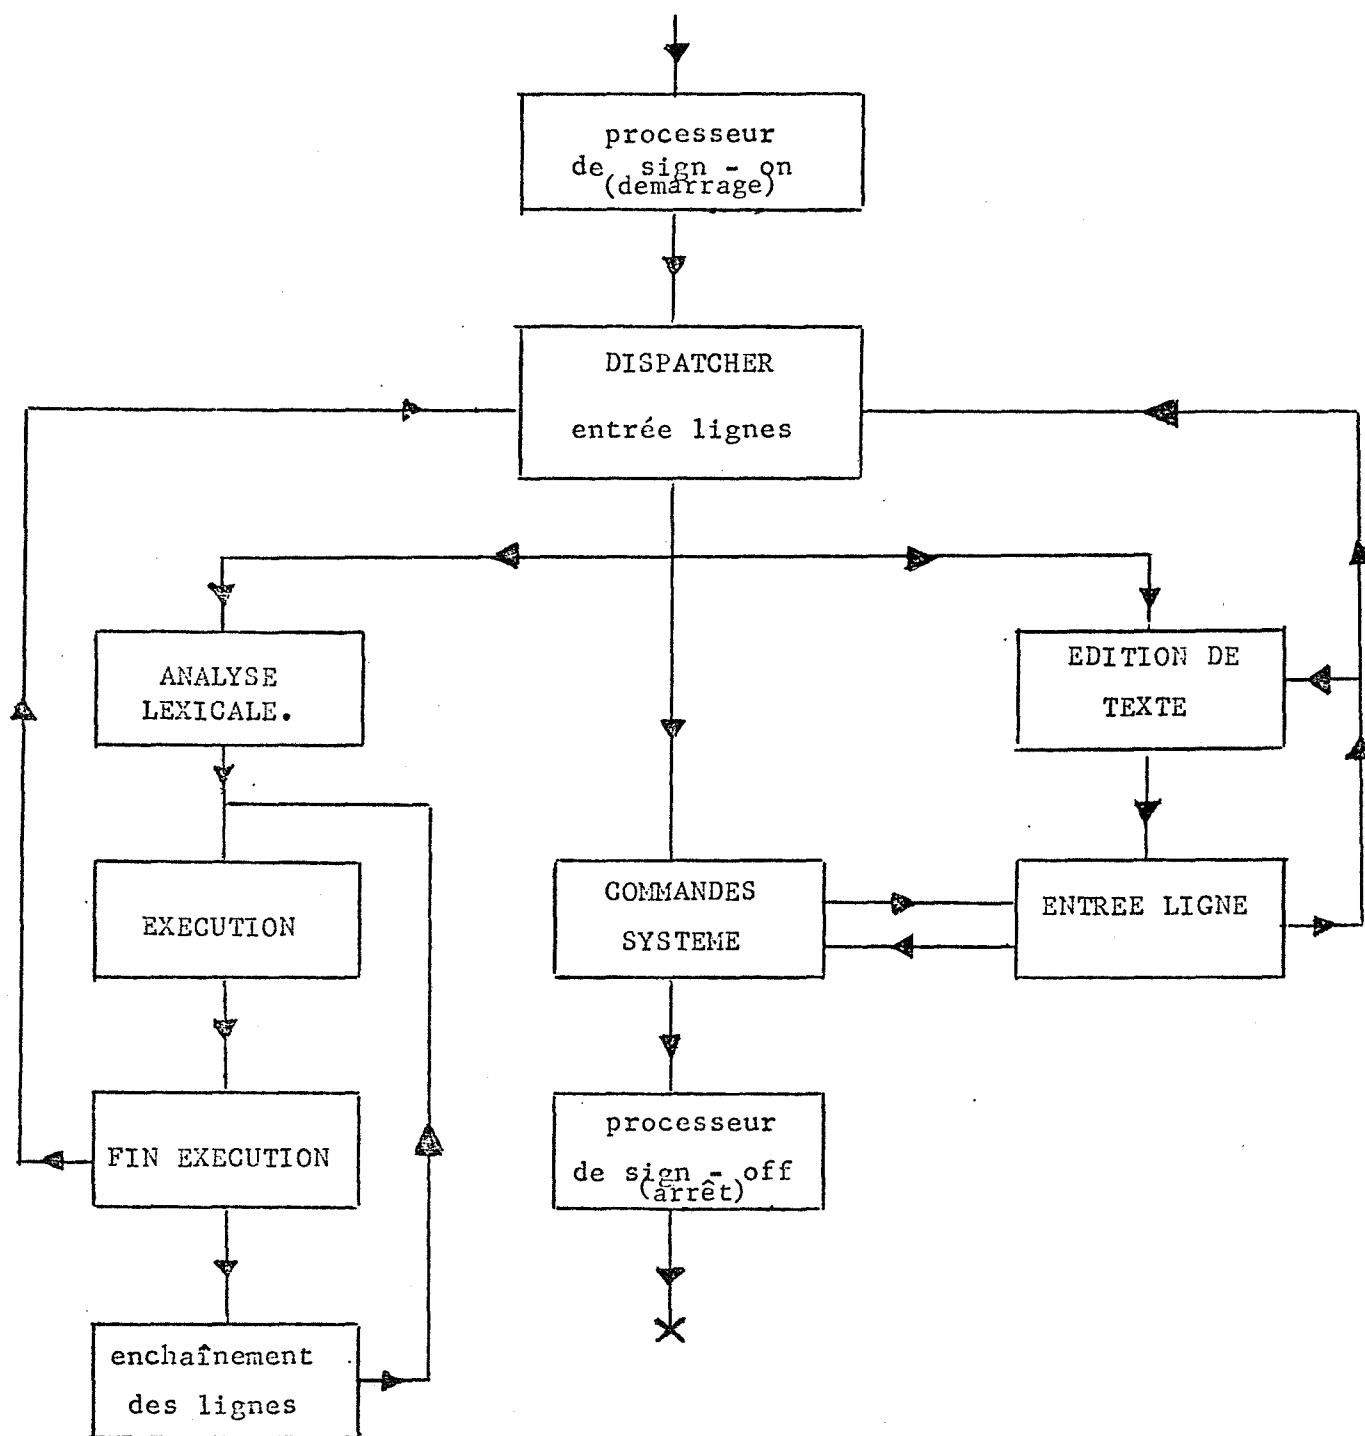 processeur
de sign - on
(demarrage)
DISPATCHER
entrée lignes
ANALYSE
LEXICALE.
EDITION DE
TEXTE
EXECUTION
COMMANDES
SYSTEME
ENTREE LIGNE
FIN EXECUTION
processeur
de sign - off
(arrêt)
enchaînement
des lignes